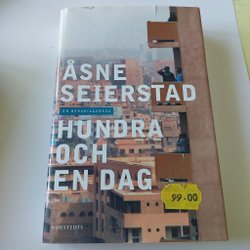 ÅSNE
SEIERSTAD
EN REPORTAGEBOK
HUNDRA
OCH
EN DAG
99-00
NORSTEDTS